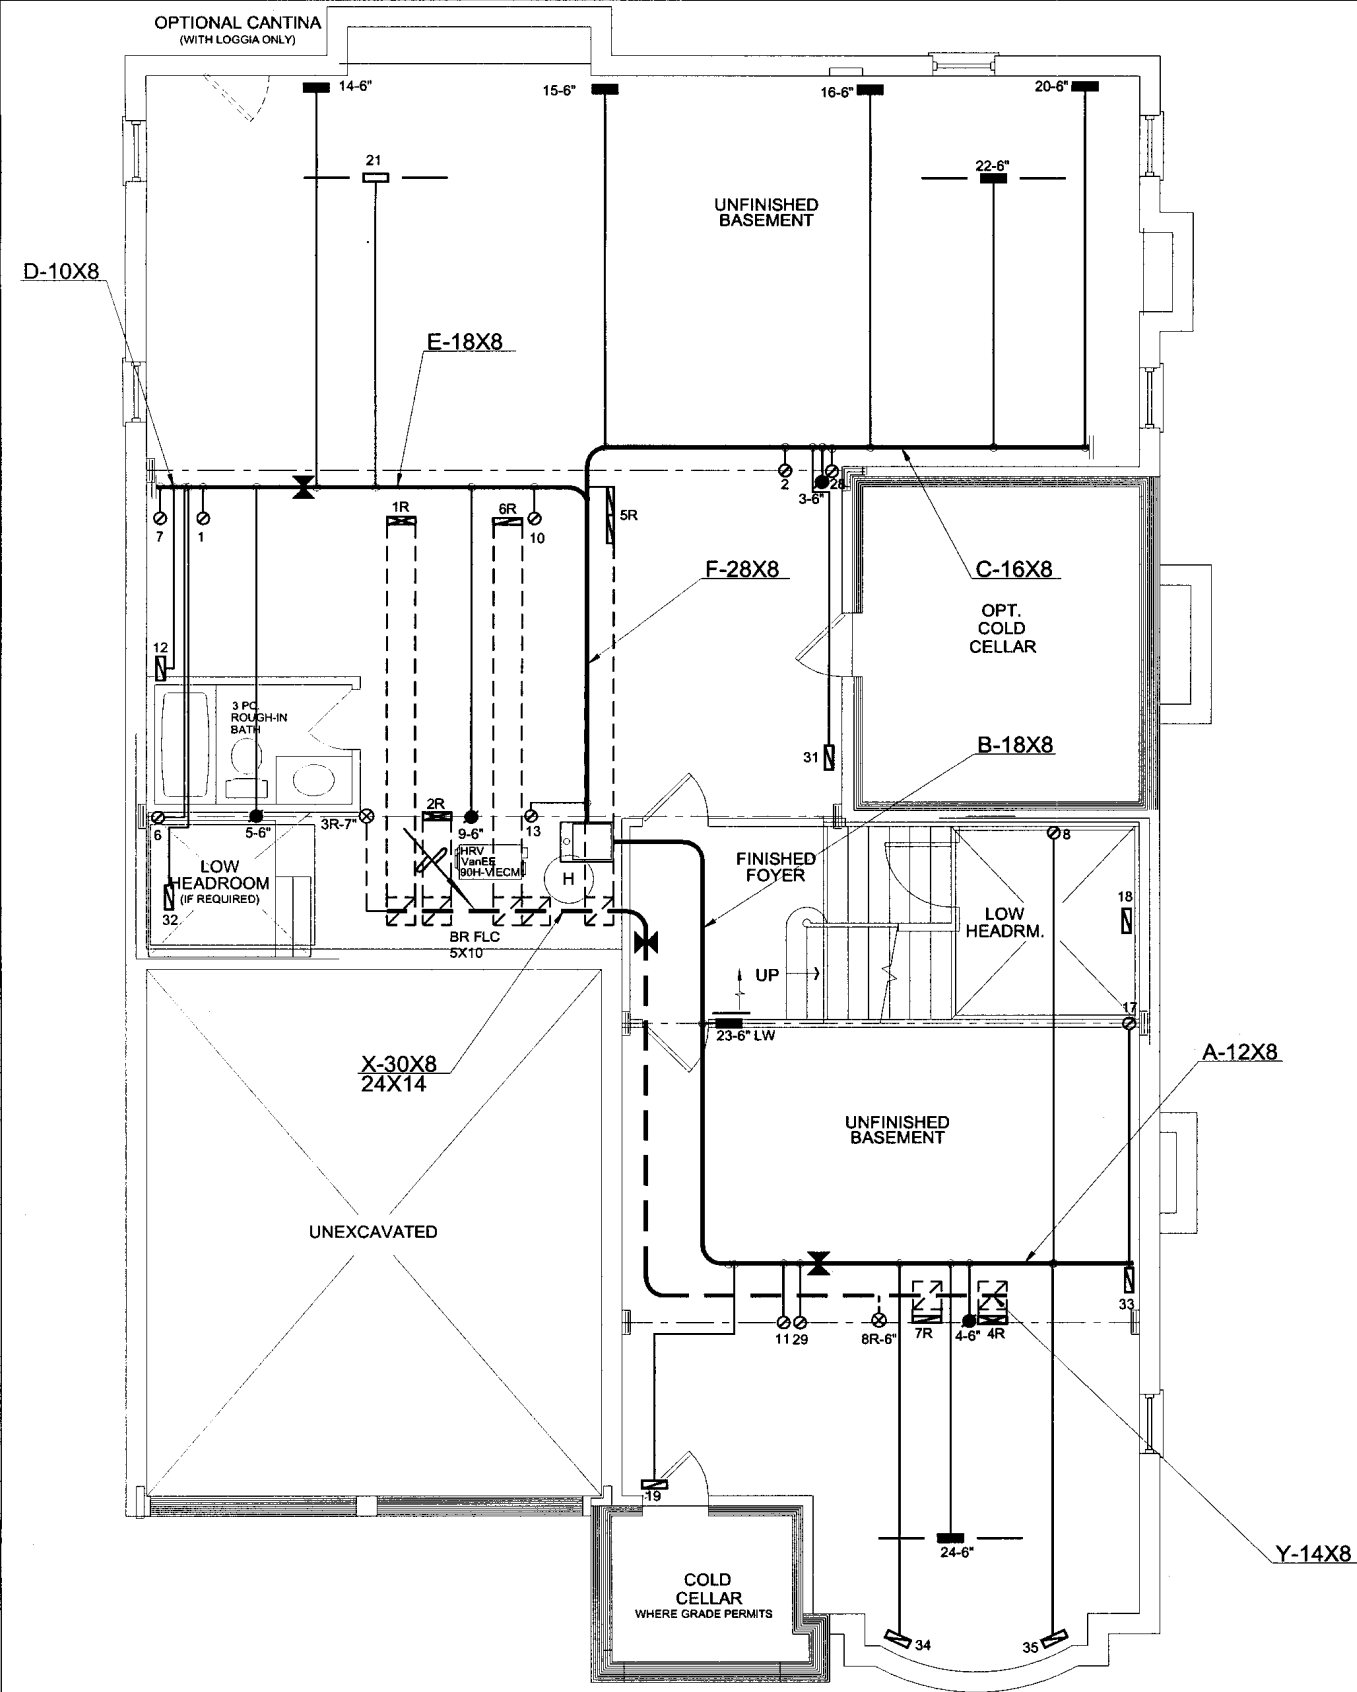 OPTIONAL CANTINA
(WITH LOGGIA ONLY)
14-6"
15-6"
16-6"
20-6"
21
22-6"
UNFINISHED
BASEMENT
D-10X8
E-18X8
2
3-6"
28
7
1
1R
6R
10
5R
F-28X8
C-16X8
OPT.
COLD
CELLAR
12
3 PC.
ROUGH-IN
BATH
B-18X8
31
6
5-6"
3R-7"
2R
9-6"
13
8
HRV
VanEE
90H-V ECM
H
FINISHED
FOYER
LOW
HEADROOM
(IF REQUIRED)
32
LOW
HEADRM.
18
BR FLC
5X10
UP
17
23-6" LW
X-30X8
24X14
A-12X8
UNFINISHED
BASEMENT
UNEXCAVATED
33
11
29
8R-6"
7R
4-6"
4R
19
24-6"
Y-14X8
COLD
CELLAR
WHERE GRADE PERMITS
34
35